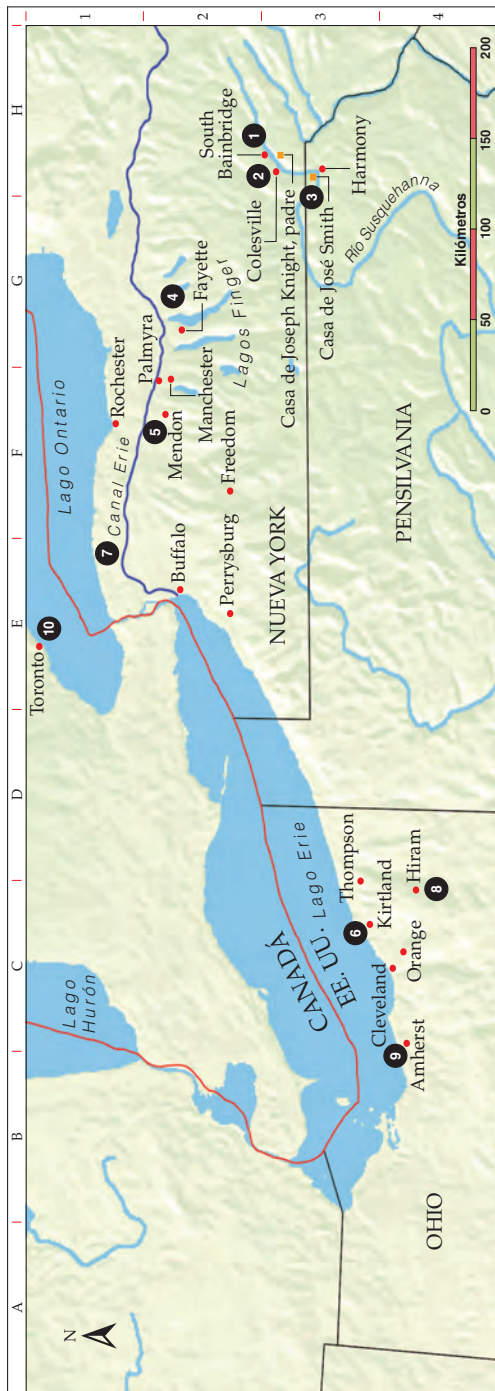 A B C D E F G H
1
2
3
4
N
Lago
Hurón
Toronto
10
Lago Ontario
Rochester
7
Canal Erie
Palmyra
5
Mendon
Manchester
4
Fayette
Lagos Finger
South
Bainbridge
1
2
Colesville
Casa de Joseph Knight, padre
3
Casa de José Smith
Harmony
Río Susquehanna
Buffalo
Perrysburg
Freedom
NUEVA YORK
PENSILVANIA
CANADÁ
EE. UU.
Lago Erie
Thompson
6
Kirtland
Hiram
8
Cleveland
Orange
9
Amherst
OHIO
0 50 100 150 200
Kilómetros